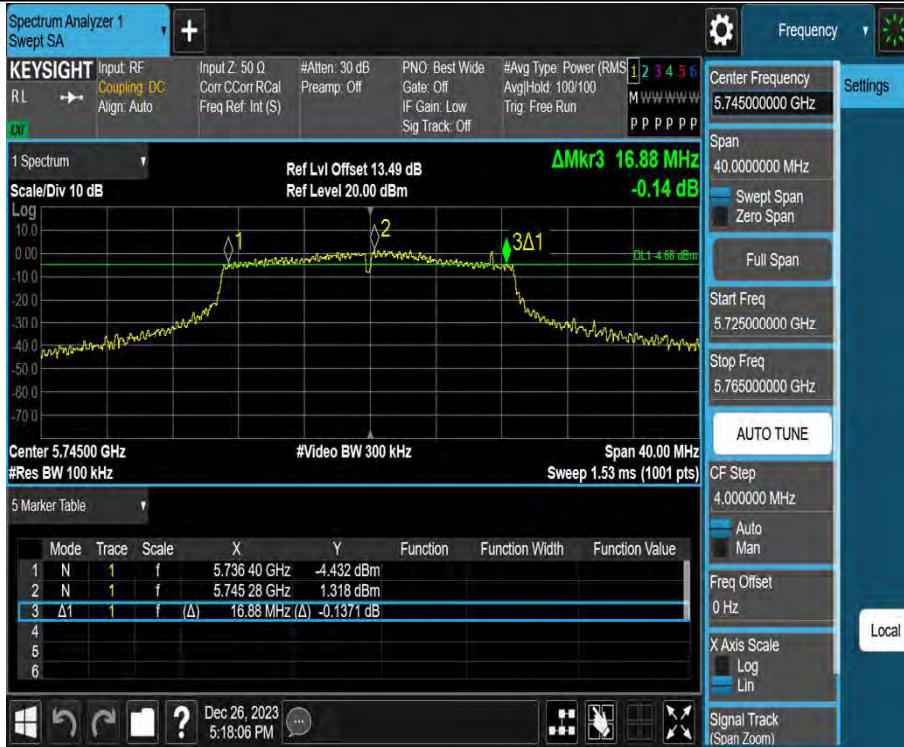 Spectrum Analyzer 1
Swept SA
+
Frequency
KEYSIGHT
RL
LXI
Input: RF
Coupling: DC
Align: Auto
Input Z: 50 Ω
Corr CCorr RCal
Freq Ref: Int (S)
#Atten: 30 dB
Preamp: Off
PNO: Best Wide
Gate: Off
IF Gain: Low
Sig Track: Off
#Avg Type: Power (RMS
Avg|Hold: 100/100
Trig: Free Run
1 2 3 4 5 6
M W W W W W
P P P P P P
1 Spectrum
Scale/Div 10 dB
Ref Lvl Offset 13.49 dB
Ref Level 20.00 dBm
ΔMkr3 16.88 MHz
-0.14 dB
Log
10.0
0.00
-10.0
-20.0
-30.0
-40.0
-50.0
-60.0
-70.0
1
2
3Δ1
DL1 -4.68 dBm
Center 5.74500 GHz
#Video BW 300 kHz
Span 40.00 MHz
#Res BW 100 kHz
Sweep 1.53 ms (1001 pts)
5 Marker Table
Mode Trace Scale X Y Function Function Width Function Value
1 N 1 f 5.736 40 GHz -4.432 dBm
2 N 1 f 5.745 28 GHz 1.318 dBm
3 Δ1 1 f (Δ) 16.88 MHz (Δ) -0.1371 dB
4
5
6
?
Dec 26, 2023
5:18:06 PM
Center Frequency
5.745000000 GHz
Span
40.0000000 MHz
Swept Span
Zero Span
Full Span
Start Freq
5.725000000 GHz
Stop Freq
5.765000000 GHz
AUTO TUNE
CF Step
4.000000 MHz
Auto
Man
Freq Offset
0 Hz
X Axis Scale
Log
Lin
Signal Track
(Span Zoom)
Settings
Local